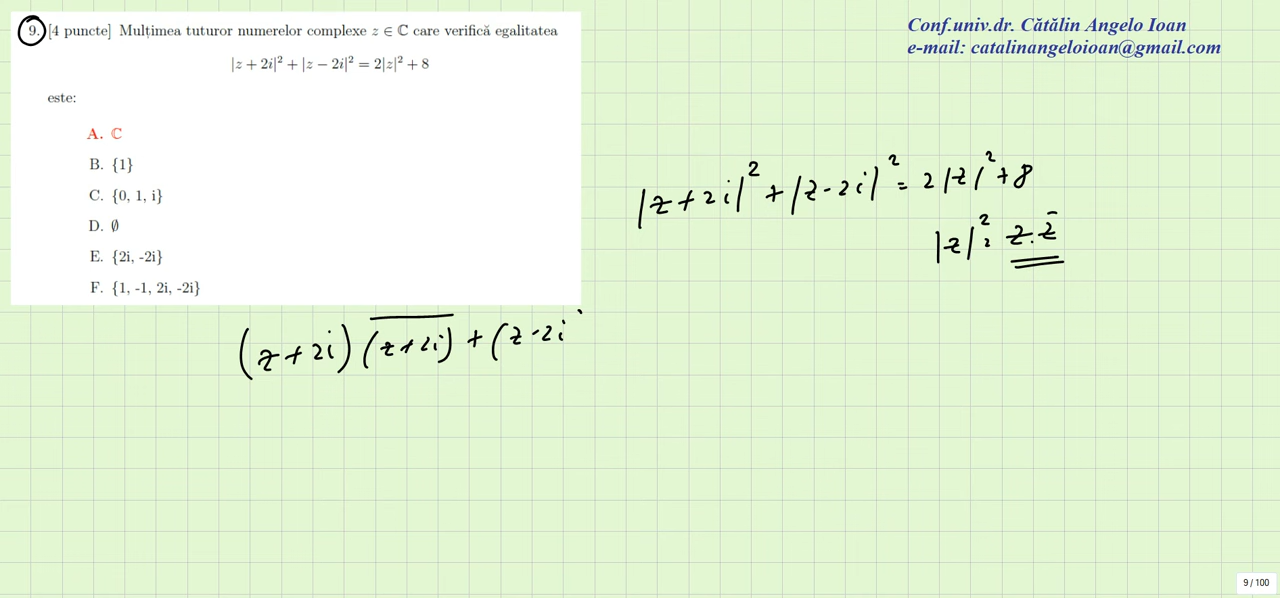 9. [4 puncte] Mulțimea tuturor numerelor complexe z ∈ ℂ care verifică egalitatea
|z + 2i|² + |z − 2i|² = 2|z|² + 8
este:
A. ℂ
B. {1}
C. {0, 1, i}
D. ∅
E. {2i, -2i}
F. {1, -1, 2i, -2i}
Conf.univ.dr. Cătălin Angelo Ioan
e-mail: catalinangeloioan@gmail.com
|z + 2i|² + |z - 2i|² = 2|z|² + 8
|z|² = z · z̅
(z + 2i) (z̅ ̅+̅ ̅2̅i̅) + (z - 2i
9 / 100